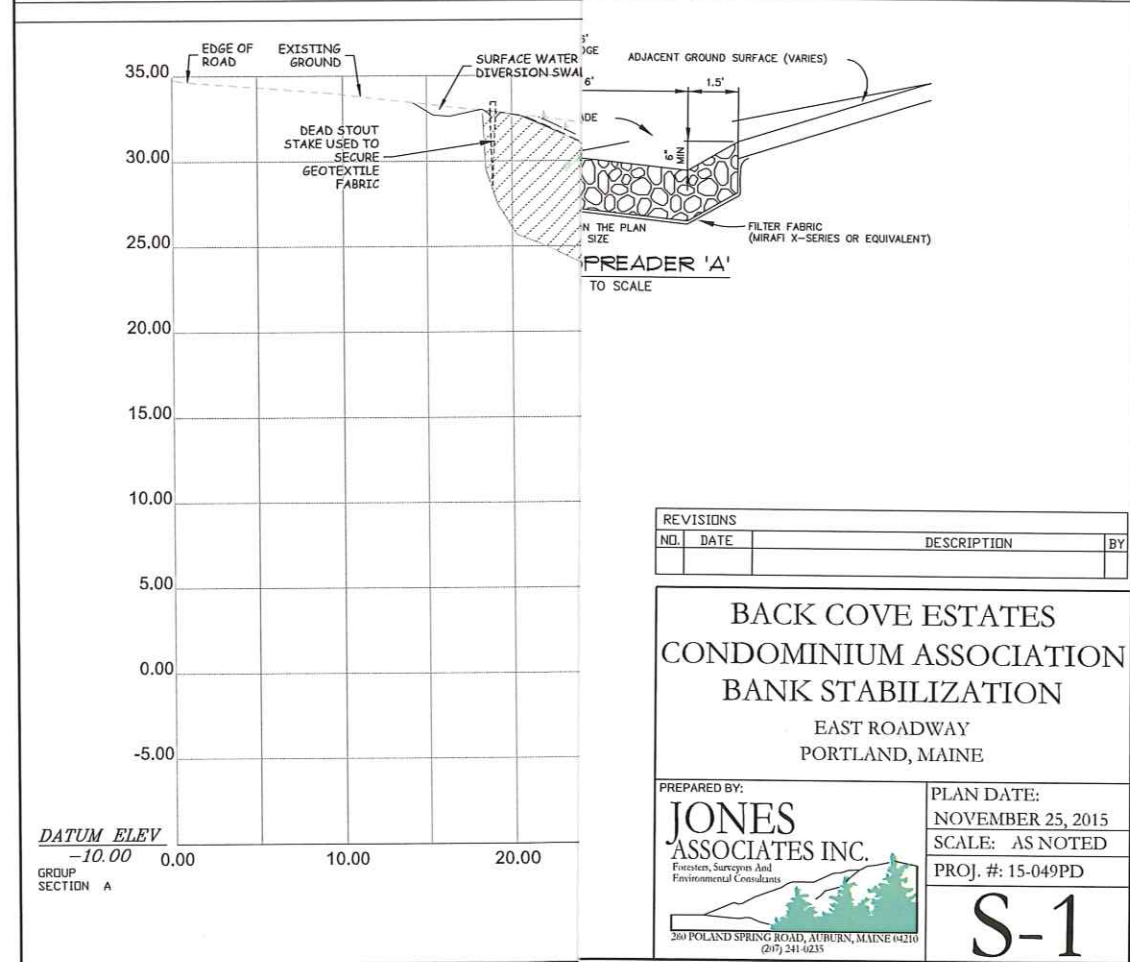 EDGE OF
ROAD
EXISTING
GROUND
SURFACE WATER
DIVERSION
DEAD STOUT
STAKE USED TO
SECURE
GEOTEXTILE
FABRIC
35.00
30.00
25.00
20.00
15.00
10.00
5.00
0.00
-5.00
DATUM ELEV
-10.00
GROUP
SECTION A
0.00
10.00
20.00
6'
1.5'
ADJACENT GROUND SURFACE (VARIES)
6"
MIN
N THE PLAN
SIZE
FILTER FABRIC
(MIRAFI X-SERIES OR EQUIVALENT)
PREADER 'A'
TO SCALE
REVISIONS
NO. DATE DESCRIPTION BY
BACK COVE ESTATES
CONDOMINIUM ASSOCIATION
BANK STABILIZATION
EAST ROADWAY
PORTLAND, MAINE
PREPARED BY:
JONES
ASSOCIATES INC.
Foresters, Surveyors And
Environmental Consultants
280 POLAND SPRING ROAD, AUBURN, MAINE 04210
(207) 241-0235
PLAN DATE:
NOVEMBER 25, 2015
SCALE: AS NOTED
PROJ. #: 15-049PD
S-1